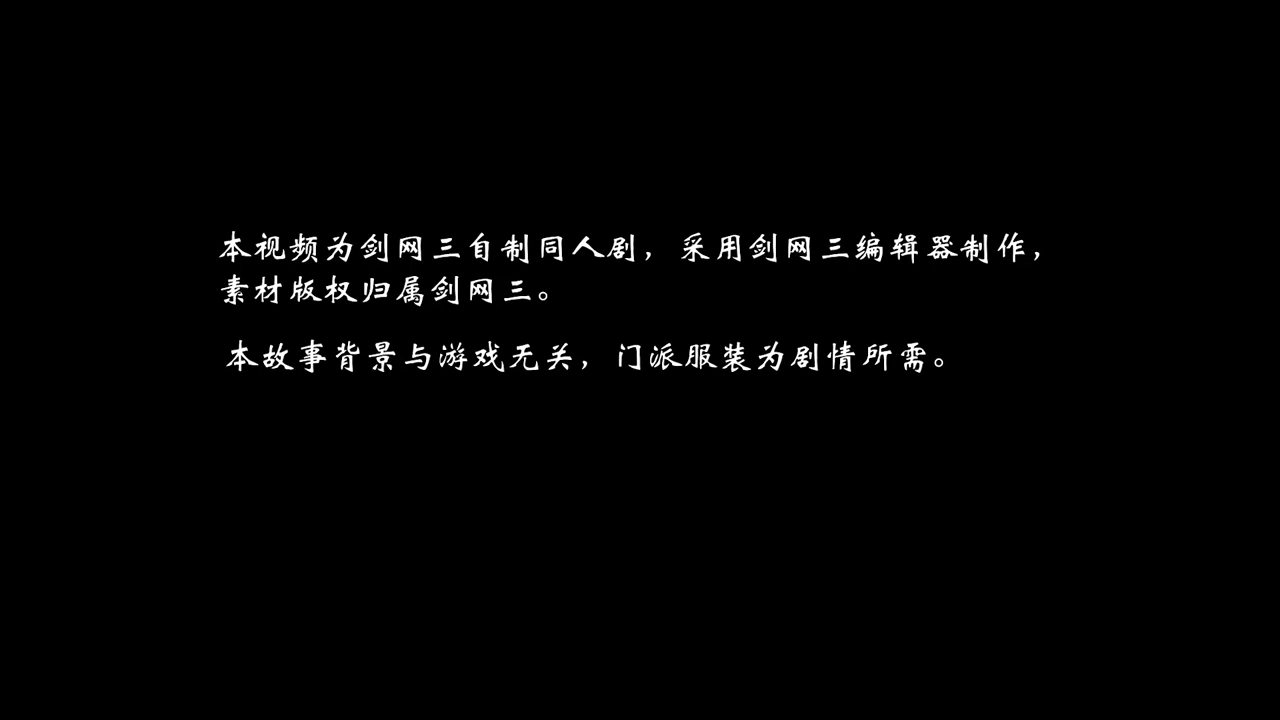 本视频为剑网三自制同人剧，采用剑网三编辑器制作，
素材版权归属剑网三。
本故事背景与游戏无关，门派服装为剧情所需。